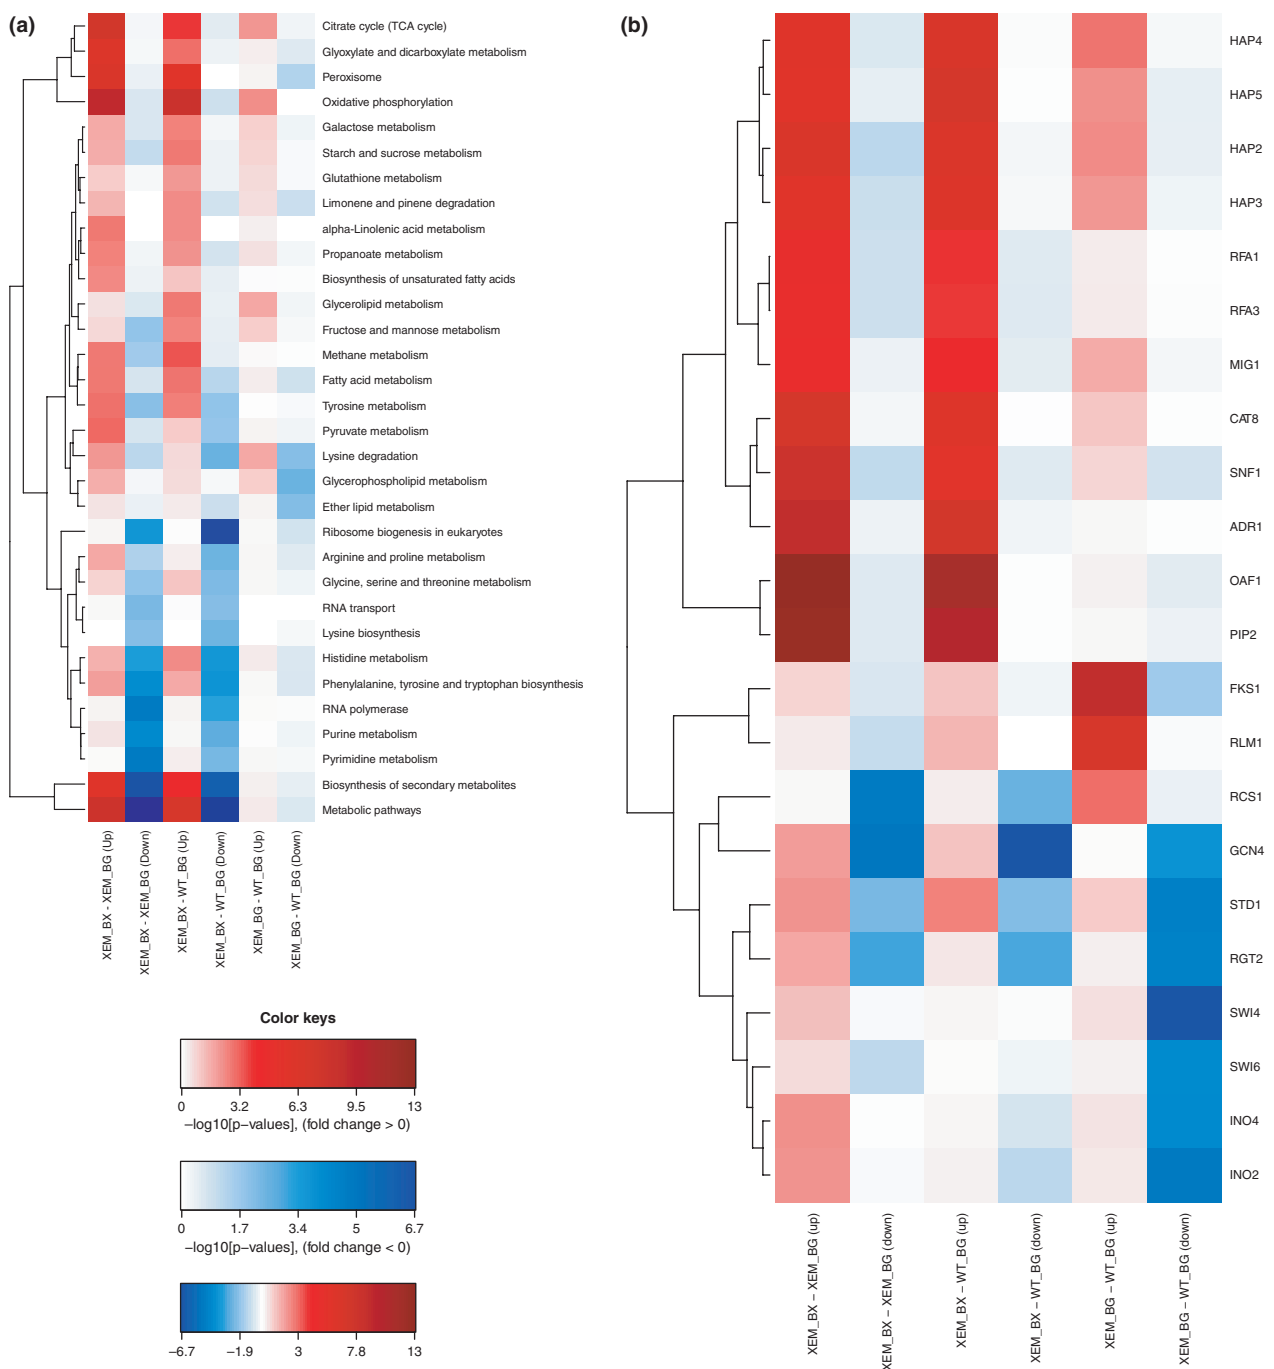 (a)
Citrate cycle (TCA cycle)
Glyoxylate and dicarboxylate metabolism
Peroxisome
Oxidative phosphorylation
Galactose metabolism
Starch and sucrose metabolism
Glutathione metabolism
Limonene and pinene degradation
alpha-Linolenic acid metabolism
Propanoate metabolism
Biosynthesis of unsaturated fatty acids
Glycerolipid metabolism
Fructose and mannose metabolism
Methane metabolism
Fatty acid metabolism
Tyrosine metabolism
Pyruvate metabolism
Lysine degradation
Glycerophospholipid metabolism
Ether lipid metabolism
Ribosome biogenesis in eukaryotes
Arginine and proline metabolism
Glycine, serine and threonine metabolism
RNA transport
Lysine biosynthesis
Histidine metabolism
Phenylalanine, tyrosine and tryptophan biosynthesis
RNA polymerase
Purine metabolism
Pyrimidine metabolism
Biosynthesis of secondary metabolites
Metabolic pathways
XEM_BX - XEM_BG (Up)
XEM_BX - XEM_BG (Down)
XEM_BX - WT_BG (Up)
XEM_BX - WT_BG (Down)
XEM_BG - WT_BG (Up)
XEM_BG - WT_BG (Down)
Color keys
0 3.2 6.3 9.5 13
−log10[p−values], (fold change > 0)
0 1.7 3.4 5 6.7
−log10[p−values], (fold change < 0)
−6.7 −1.9 3 7.8 13
(b)
HAP4
HAP5
HAP2
HAP3
RFA1
RFA3
MIG1
CAT8
SNF1
ADR1
OAF1
PIP2
FKS1
RLM1
RCS1
GCN4
STD1
RGT2
SWI4
SWI6
INO4
INO2
XEM_BX − XEM_BG (up)
XEM_BX − XEM_BG (down)
XEM_BX − WT_BG (up)
XEM_BX − WT_BG (down)
XEM_BG − WT_BG (up)
XEM_BG − WT_BG (down)